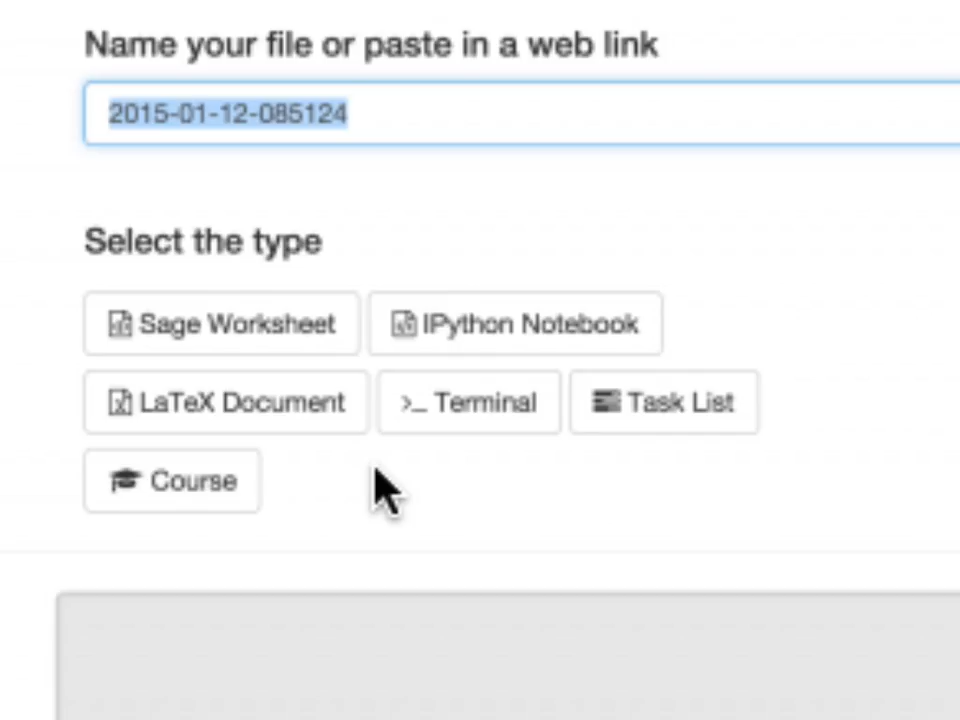 Name your file or paste in a web link
2015-01-12-085124
Select the type
Sage Worksheet IPython Notebook
LaTeX Document >_ Terminal Task List
Course